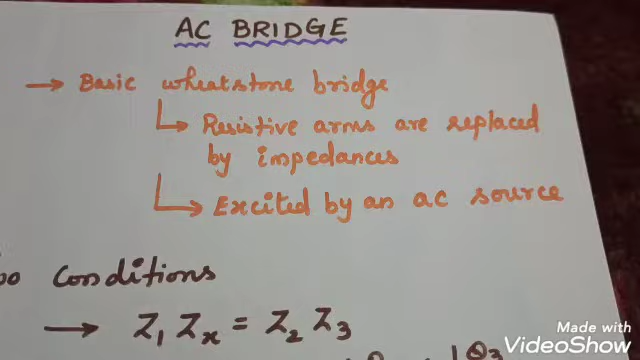 AC BRIDGE
→ Basic wheatstone bridge
↳ Resistive arms are replaced
by impedances
↳ Excited by an ac source
conditions
→ Z₁ Zₓ = Z₂ Z₃
θ₃
Made with
VideoShow